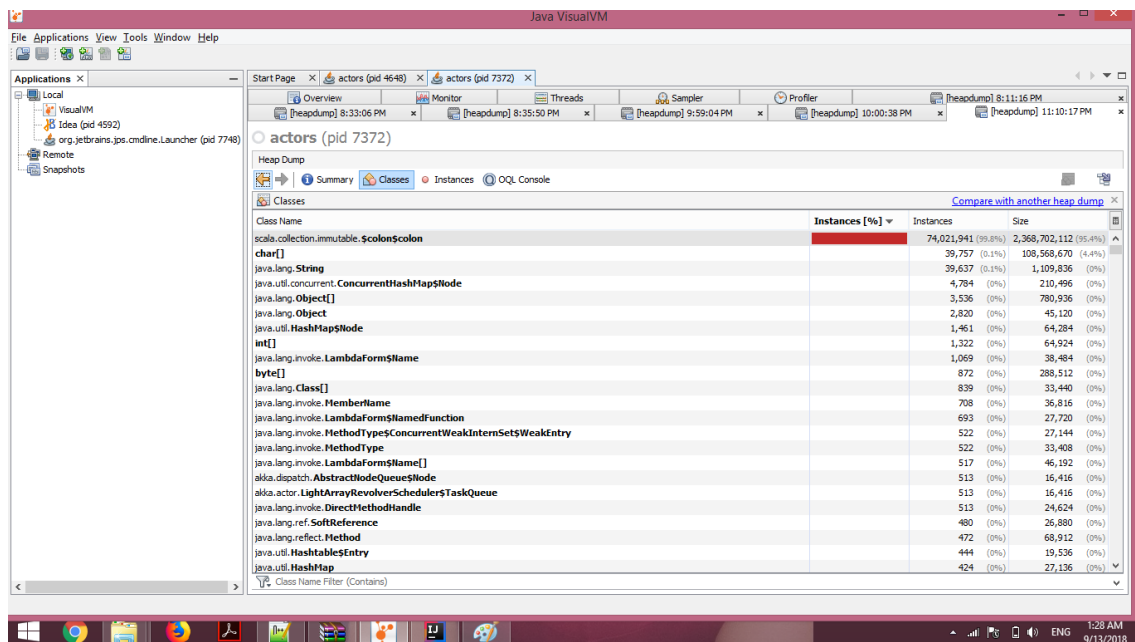 Java VisualVM
File Applications View Tools Window Help
Applications
Local
VisualVM
Idea (pid 4592)
org.jetbrains.jps.cmdline.Launcher (pid 7748)
Remote
Snapshots
Start Page actors (pid 4648) actors (pid 7372)
Overview Monitor Threads Sampler Profiler [heapdump] 8:11:16 PM
[heapdump] 8:33:06 PM [heapdump] 8:35:50 PM [heapdump] 9:59:04 PM [heapdump] 10:00:38 PM [heapdump] 11:10:17 PM
actors (pid 7372)
Heap Dump
Summary Classes Instances OQL Console
Classes Compare with another heap dump
Class Name Instances [%] Instances Size
scala.collection.immutable.$colon$colon 74,021,941 (99.8%) 2,368,702,112 (95.4%)
char[] 39,757 (0.1%) 108,568,670 (4.4%)
java.lang.String 39,637 (0.1%) 1,109,836 (0%)
java.util.concurrent.ConcurrentHashMap$Node 4,784 (0%) 210,496 (0%)
java.lang.Object[] 3,536 (0%) 780,936 (0%)
java.lang.Object 2,820 (0%) 45,120 (0%)
java.util.HashMap$Node 1,461 (0%) 64,284 (0%)
int[] 1,322 (0%) 64,924 (0%)
java.lang.invoke.LambdaForm$Name 1,069 (0%) 38,484 (0%)
byte[] 872 (0%) 288,512 (0%)
java.lang.Class[] 839 (0%) 33,440 (0%)
java.lang.invoke.MemberName 708 (0%) 36,816 (0%)
java.lang.invoke.LambdaForm$NamedFunction 693 (0%) 27,720 (0%)
java.lang.invoke.MethodType$ConcurrentWeakInternSet$WeakEntry 522 (0%) 27,144 (0%)
java.lang.invoke.MethodType 522 (0%) 33,408 (0%)
java.lang.invoke.LambdaForm$Name[] 517 (0%) 46,192 (0%)
akka.dispatch.AbstractNodeQueue$Node 513 (0%) 16,416 (0%)
akka.actor.LightArrayRevolverScheduler$TaskQueue 513 (0%) 16,416 (0%)
java.lang.invoke.DirectMethodHandle 513 (0%) 24,624 (0%)
java.lang.ref.SoftReference 480 (0%) 26,880 (0%)
java.lang.reflect.Method 472 (0%) 68,912 (0%)
java.util.Hashtable$Entry 444 (0%) 19,536 (0%)
java.util.HashMap 424 (0%) 27,136 (0%)
Class Name Filter (Contains)
ENG 1:28 AM
9/13/2018